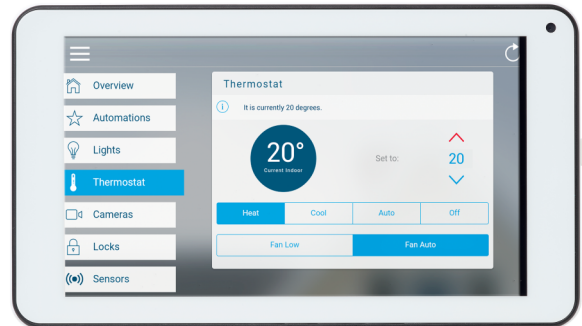 Overview
Automations
Lights
Thermostat
Cameras
Locks
Sensors
Thermostat
It is currently 20 degrees.
20°
Current Indoor
Set to:
20
Heat Cool Auto Off
Fan Low Fan Auto